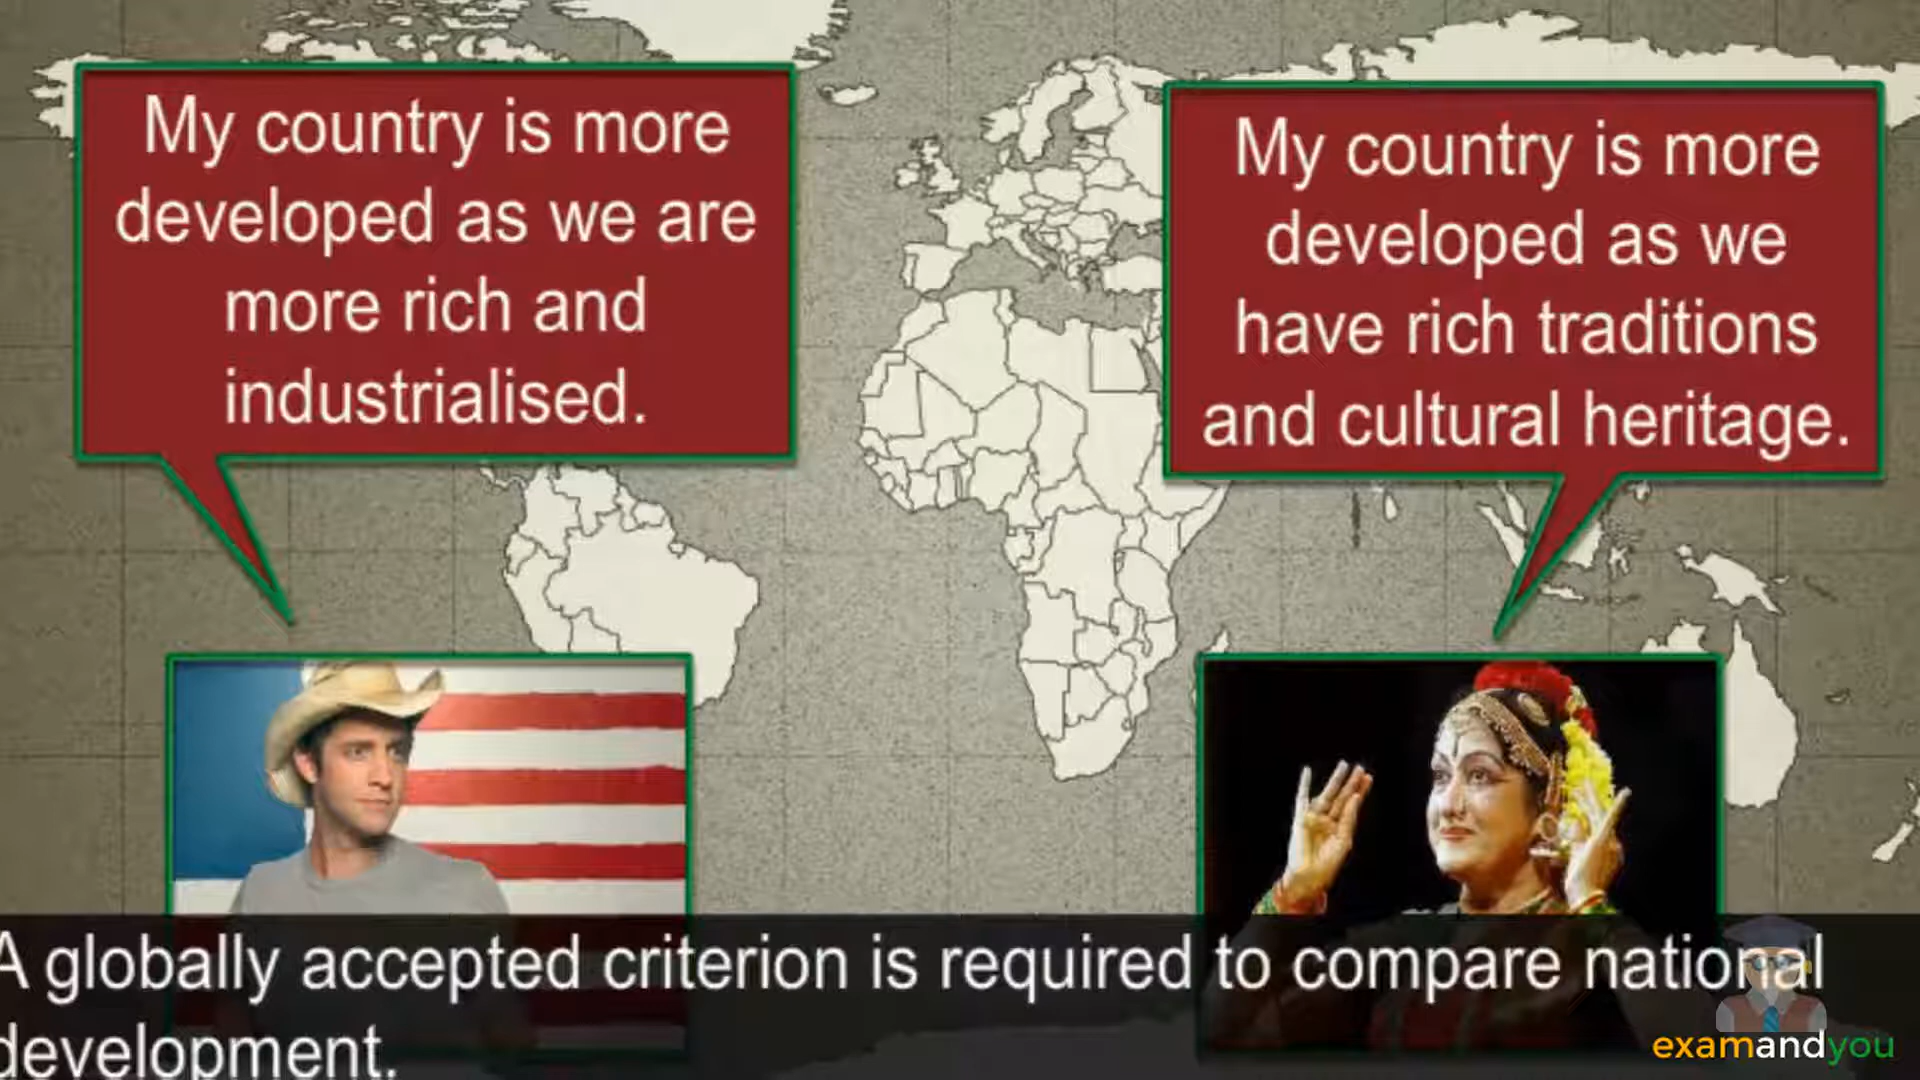 My country is more
developed as we are
more rich and
industrialised.
My country is more
developed as we
have rich traditions
and cultural heritage.
A globally accepted criterion is required to compare national
development.
examandyou